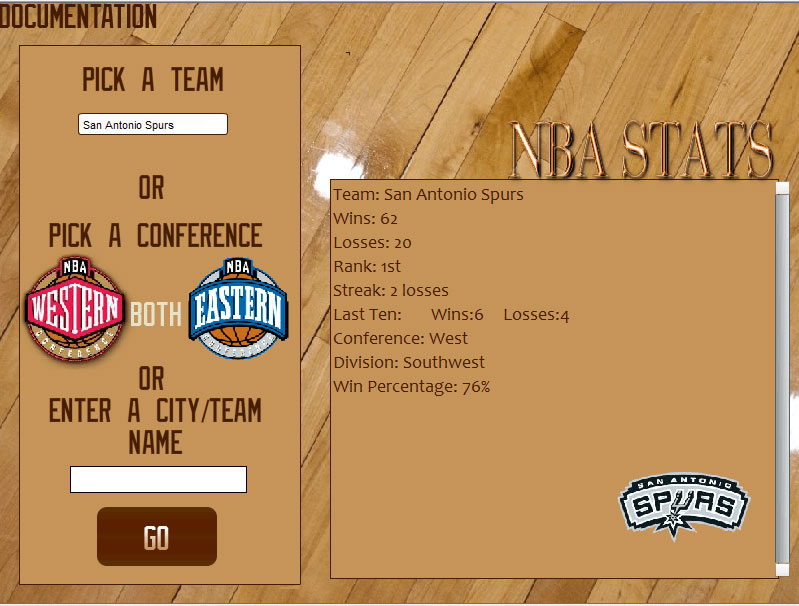 DOCUMENTATION
PICK A TEAM
San Antonio Spurs
OR
PICK A CONFERENCE
NBA
WESTERN
CONFERENCE
BOTH
NBA
EASTERN
CONFERENCE
OR
ENTER A CITY/TEAM
NAME
GO
NBA STATS
Team: San Antonio Spurs
Wins: 62
Losses: 20
Rank: 1st
Streak: 2 losses
Last Ten: Wins:6 Losses:4
Conference: West
Division: Southwest
Win Percentage: 76%
SAN ANTONIO
SPURS